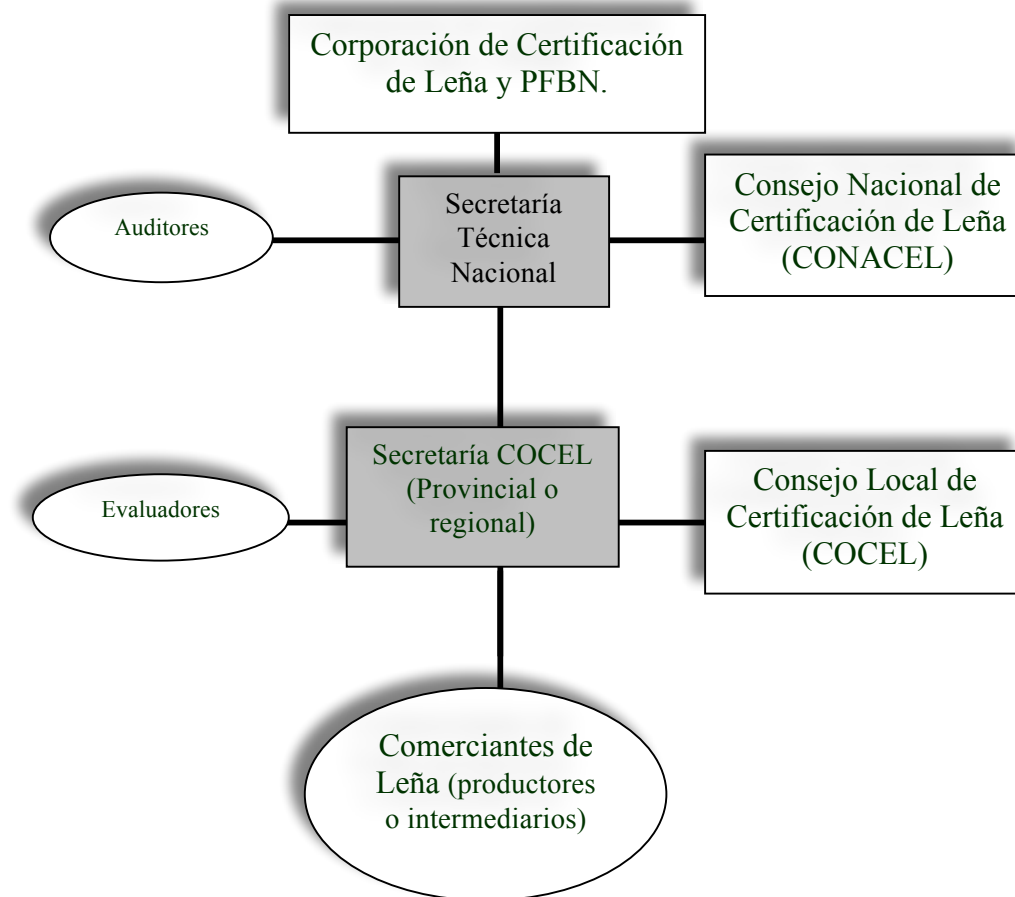 Corporación de Certificación
de Leña y PFBN.
Auditores
Secretaría
Técnica
Nacional
Consejo Nacional de
Certificación de Leña
(CONACEL)
Evaluadores
Secretaría COCEL
(Provincial o
regional)
Consejo Local de
Certificación de Leña
(COCEL)
Comerciantes de
Leña (productores
o intermediarios)